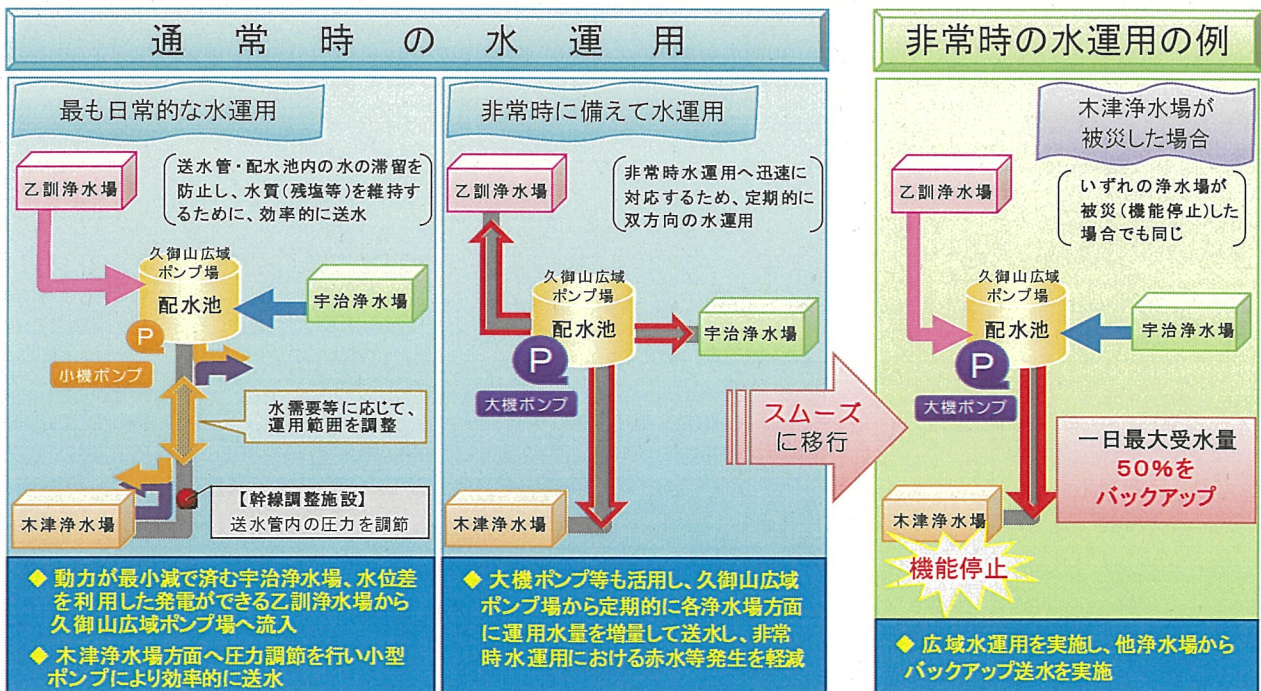 通常時の水運用
最も日常的な水運用
送水管・配水池内の水の滞留を
防止し、水質(残塩等)を維持す
るために、効率的に送水
乙訓浄水場
久御山広域
ポンプ場
配水池
宇治浄水場
P
小機ポンプ
水需要等に応じて、
運用範囲を調整
【幹線調整施設】
送水管内の圧力を調節
木津浄水場
◆ 動力が最小減で済む宇治浄水場、水位差
を利用した発電ができる乙訓浄水場から
久御山広域ポンプ場へ流入
◆ 木津浄水場方面へ圧力調節を行い小型
ポンプにより効率的に送水
非常時に備えて水運用
乙訓浄水場
非常時水運用へ迅速に
対応するため、定期的に
双方向の水運用
久御山広域
ポンプ場
配水池
宇治浄水場
P
大機ポンプ
木津浄水場
◆ 大機ポンプ等も活用し、久御山広域
ポンプ場から定期的に各浄水場方面
に運用水量を増量して送水し、非常
時水運用における赤水等発生を軽減
スムーズ
に移行
非常時の水運用の例
木津浄水場が
被災した場合
乙訓浄水場
いずれの浄水場が
被災(機能停止)した
場合でも同じ
久御山広域
ポンプ場
配水池
宇治浄水場
P
大機ポンプ
一日最大受水量
50%を
バックアップ
木津浄水場
機能停止
◆ 広域水運用を実施し、他浄水場から
バックアップ送水を実施